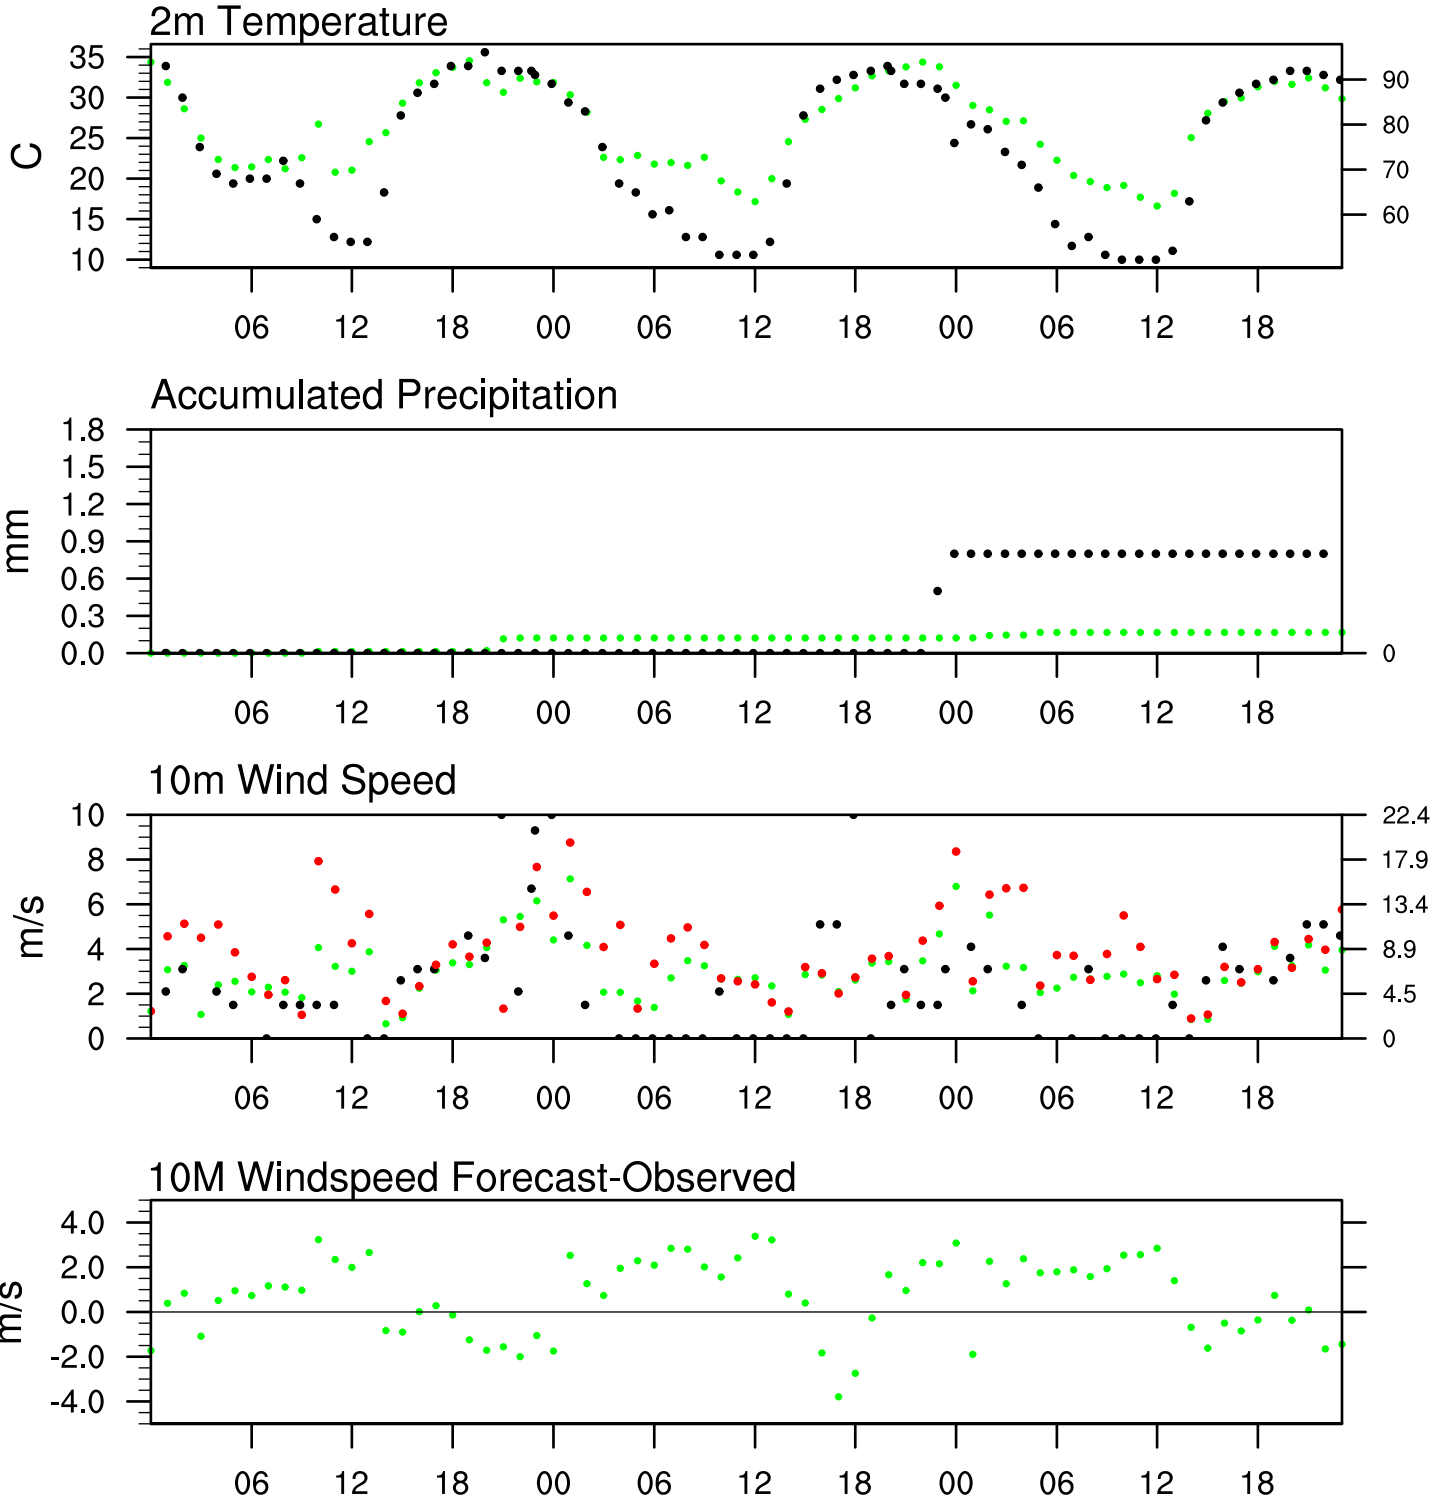 2m Temperature
35
30
25
20
15
10
C
90
80
70
60
06 12 18 00 06 12 18 00 06 12 18
Accumulated Precipitation
1.8
1.5
1.2
0.9
0.6
0.3
0.0
mm
0
06 12 18 00 06 12 18 00 06 12 18
10m Wind Speed
10
8
6
4
2
0
m/s
22.4
17.9
13.4
8.9
4.5
0
06 12 18 00 06 12 18 00 06 12 18
10M Windspeed Forecast-Observed
4.0
2.0
0.0
-2.0
-4.0
m/s
06 12 18 00 06 12 18 00 06 12 18